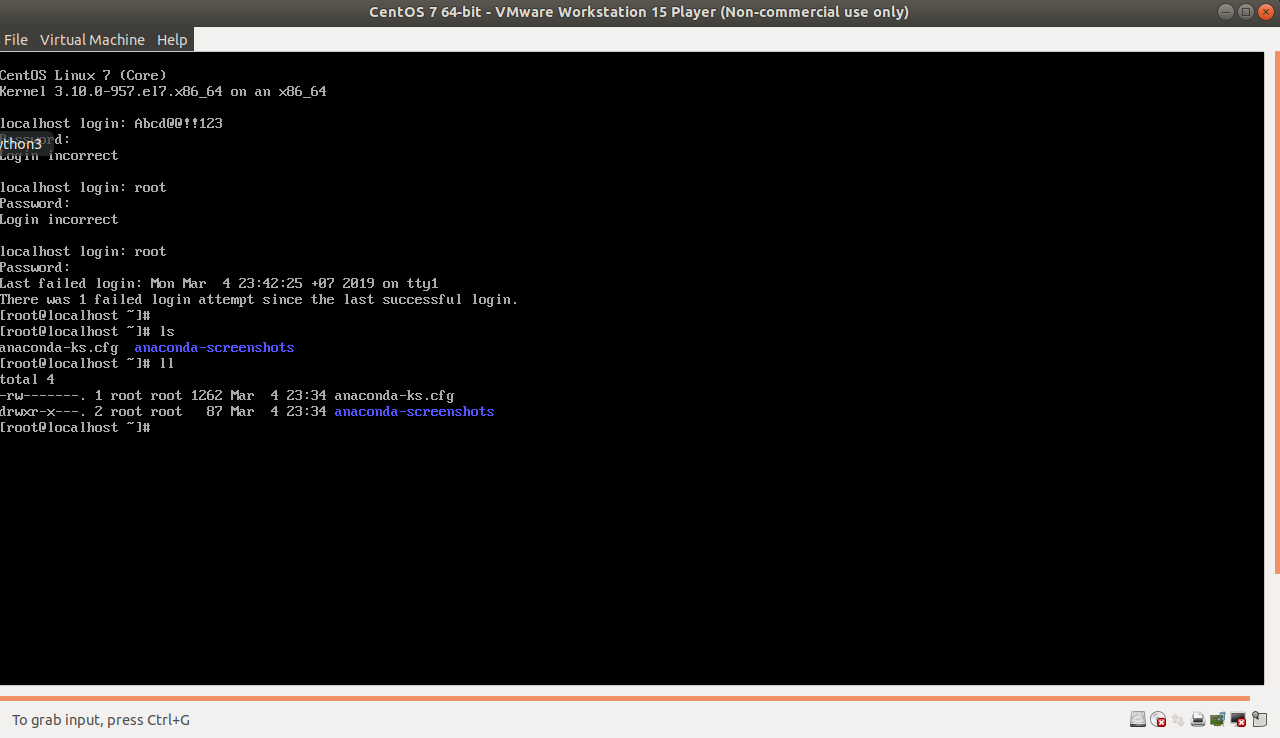 CentOS 7 64-bit - VMware Workstation 15 Player (Non-commercial use only)
File Virtual Machine Help
CentOS Linux 7 (Core)
Kernel 3.10.0-957.el7.x86_64 on an x86_64
localhost login: Abcd@@!!123
Password:
ython3
Login incorrect
localhost login: root
Password:
Login incorrect
localhost login: root
Password:
Last failed login: Mon Mar  4 23:42:25 +07 2019 on tty1
There was 1 failed login attempt since the last successful login.
[root@localhost ~]#
[root@localhost ~]# ls
anaconda-ks.cfg  anaconda-screenshots
[root@localhost ~]# ll
total 4
-rw-------. 1 root root 1262 Mar  4 23:34 anaconda-ks.cfg
drwxr-x---. 2 root root   87 Mar  4 23:34 anaconda-screenshots
[root@localhost ~]#
To grab input, press Ctrl+G